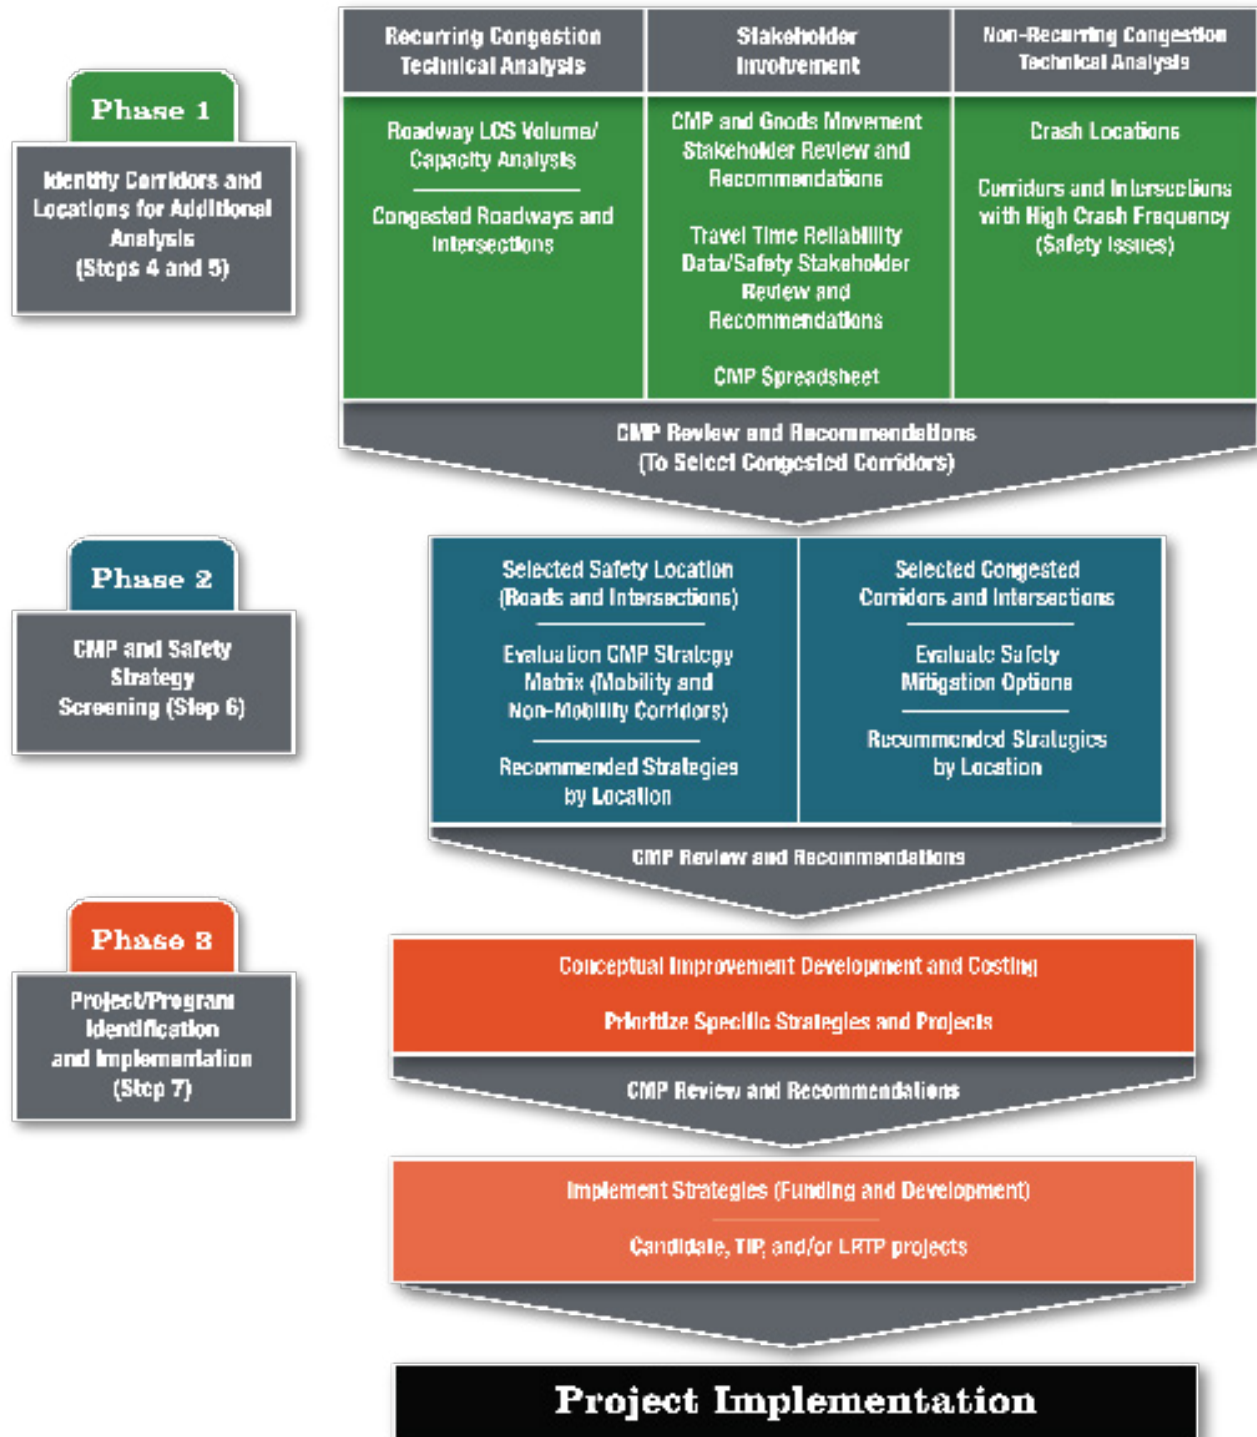 Recurring Congestion
Technical Analysis
Stakeholder
Involvement
Non-Recurring Congestion
Technical Analysis
Phase 1
Identify Corridors and
Locations for Additional
Analysis
(Steps 4 and 5)
Roadway LOS Volume/
Capacity Analysis
Congested Roadways and
Intersections
CMP and Goods Movement
Stakeholder Review and
Recommendations
Travel Time Reliability
Data/Safety Stakeholder
Review and
Recommendations
CMP Spreadsheet
Crash Locations
Corridors and Intersections
with High Crash Frequency
(Safety Issues)
CMP Review and Recommendations
(To Select Congested Corridors)
Phase 2
CMP and Safety
Strategy
Screening (Step 6)
Selected Safety Location
(Roads and Intersections)
Evaluation CMP Strategy
Matrix (Mobility and
Non-Mobility Corridors)
Recommended Strategies
by Location
Selected Congested
Corridors and Intersections
Evaluate Safety
Mitigation Options
Recommended Strategies
by Location
CMP Review and Recommendations
Phase 3
Project/Program
Identification
and Implementation
(Step 7)
Conceptual Improvement Development and Costing
Prioritize Specific Strategies and Projects
CMP Review and Recommendations
Implement Strategies (Funding and Development)
Candidate, TIP, and/or LRTP projects
Project Implementation